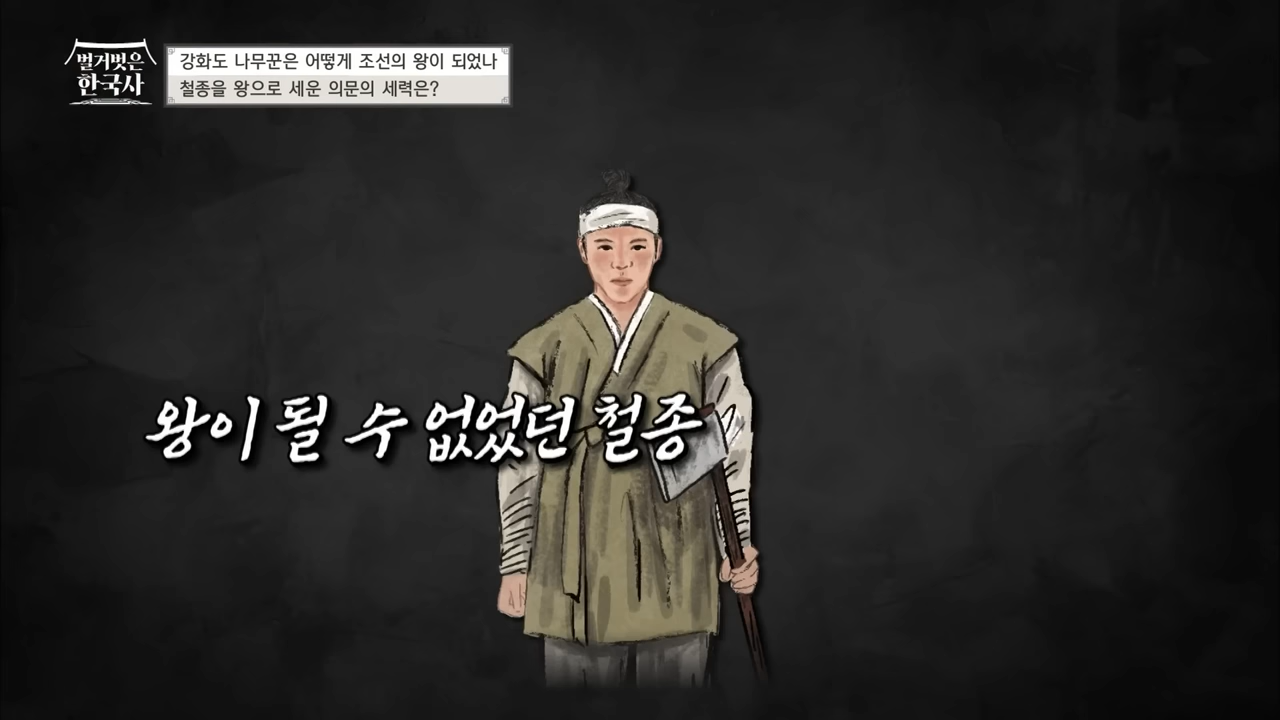 벌거벗은
한국사
강화도 나무꾼은 어떻게 조선의 왕이 되었나
철종을 왕으로 세운 의문의 세력은?
왕이 될 수 없었던 철종